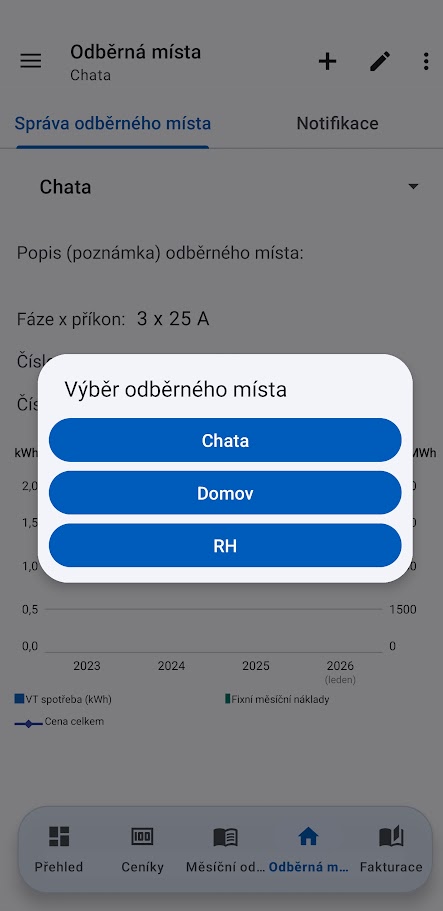 Odběrná místa
Chata
Správa odběrného místa
Notifikace
Chata
Popis (poznámka) odběrného místa:
Fáze x příkon: 3 x 25 A
Výběr odběrného místa
Chata
Domov
RH
kWh
MWh
2,0
1,5
1,0
0,5
1500
0,0
0
2023 2024 2025 2026
(leden)
VT spotřeba (kWh)
Fixní měsíční náklady
Cena celkem
Přehled
Ceníky
Měsíční od...
Odběrná m...
Fakturace